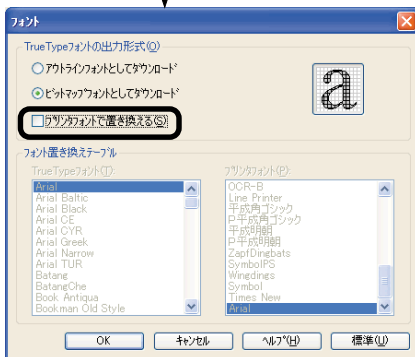 フォント
TrueTypeフォントの出力形式(O)
アウトラインフォントとしてダウンロード
ビットマップフォントとしてダウンロード
プリンタフォントで置き換える(S)
a
フォント置き換えテーブル
TrueTypeフォント(T):
Arial
Arial Baltic
Arial Black
Arial CE
Arial CYR
Arial Greek
Arial Narrow
Arial TUR
Batang
BatangChe
Book Antiqua
Bookman Old Style
プリンタフォント(P):
OCR-B
Line Printer
平成角ゴシック
P平成角ゴシック
平成明朝
P平成明朝
ZapfDingbats
SymbolPS
Wingdings
Symbol
Times New
Arial
OK
キャンセル
ヘルプ(H)
標準(U)